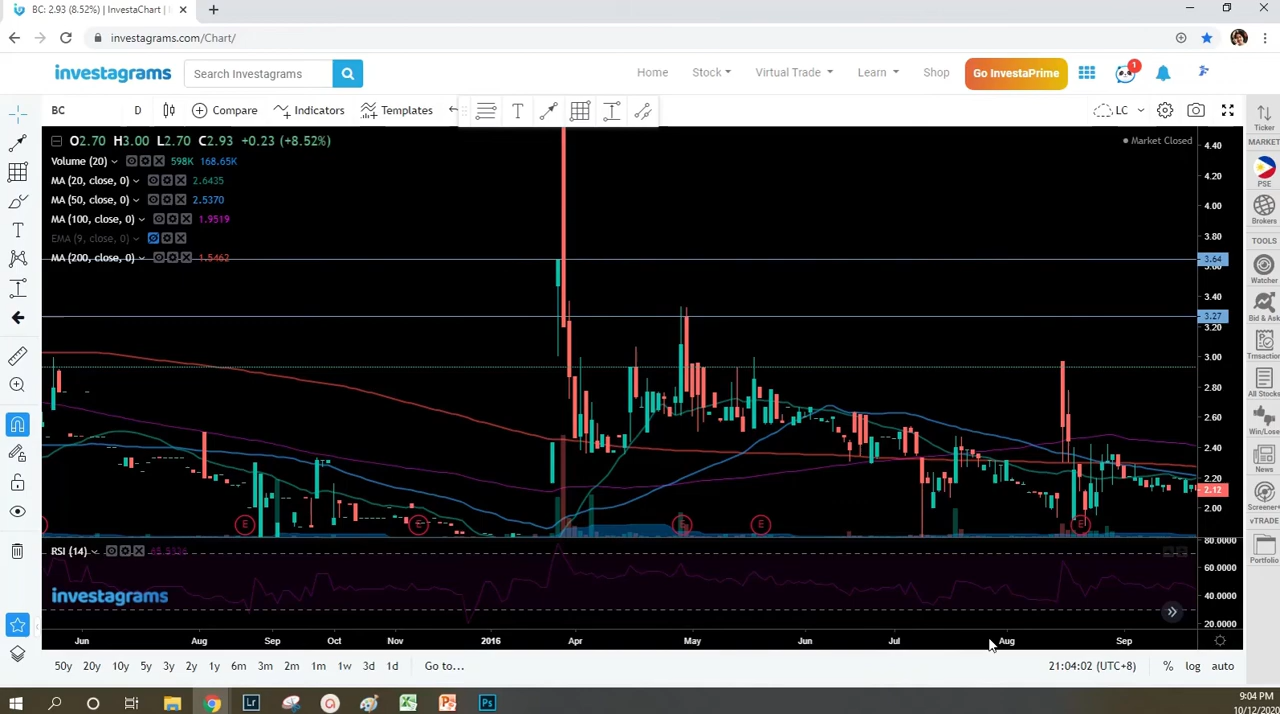 BC: 2.93 (8.52%) | InvestaChart |
investagrams.com/Chart/
investagrams
Search Investagrams
Home
Stock
Virtual Trade
Learn
Shop
Go InvestaPrime
1
BC
D
Compare
Indicators
Templates
LC
O2.70 H3.00 L2.70 C2.93 +0.23 (+8.52%)
Market Closed
Volume (20) 598K 168.65K
MA (20, close, 0) 2.6435
MA (50, close, 0) 2.5370
MA (100, close, 0) 1.9519
EMA (9, close, 0)
MA (200, close, 0) 1.5462
4.40
4.20
4.00
3.80
3.64
3.60
3.40
3.27
3.20
3.00
2.80
2.60
2.40
2.20
2.12
2.00
E
E
E
E
E
RSI (14)
80.0000
60.0000
40.0000
20.0000
investagrams
Jun Aug Sep Oct Nov 2016 Apr May Jun Jul Aug Sep
50y 20y 10y 5y 3y 2y 1y 6m 3m 2m 1m 1w 3d 1d Go to...
21:04:02 (UTC+8) % log auto
Ticker
MARKET
PSE
Brokers
TOOLS
Watcher
Bid & Ask
All Stocks
Win/Lose
News
Screener+
vTRADE
Portfolio
Lr
Ps
9:04 PM
10/12/2020